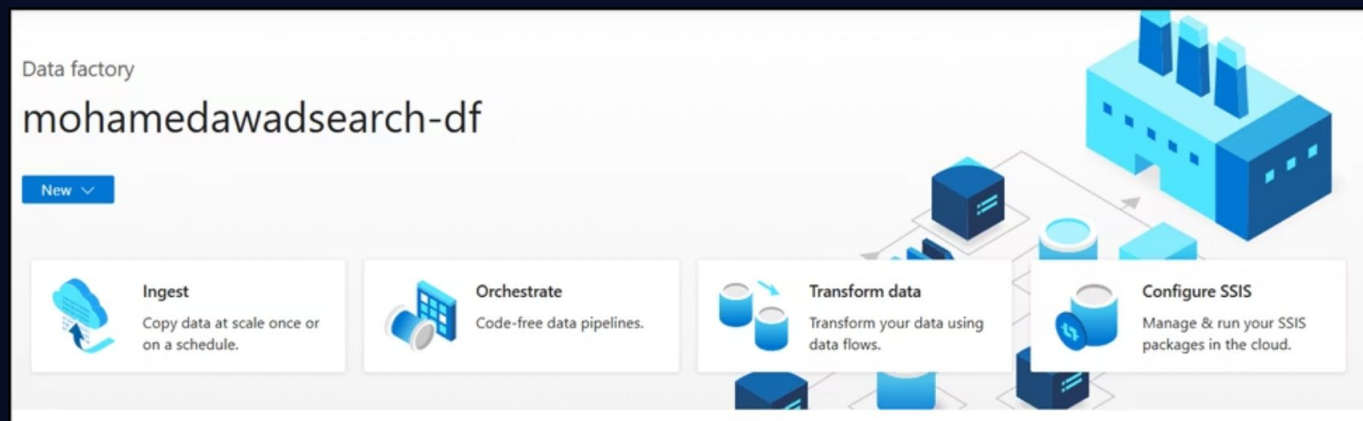 Data factory
mohamedawadsearch-df
New
Ingest
Copy data at scale once or
on a schedule.
Orchestrate
Code-free data pipelines.
Transform data
Transform your data using
data flows.
Configure SSIS
Manage & run your SSIS
packages in the cloud.